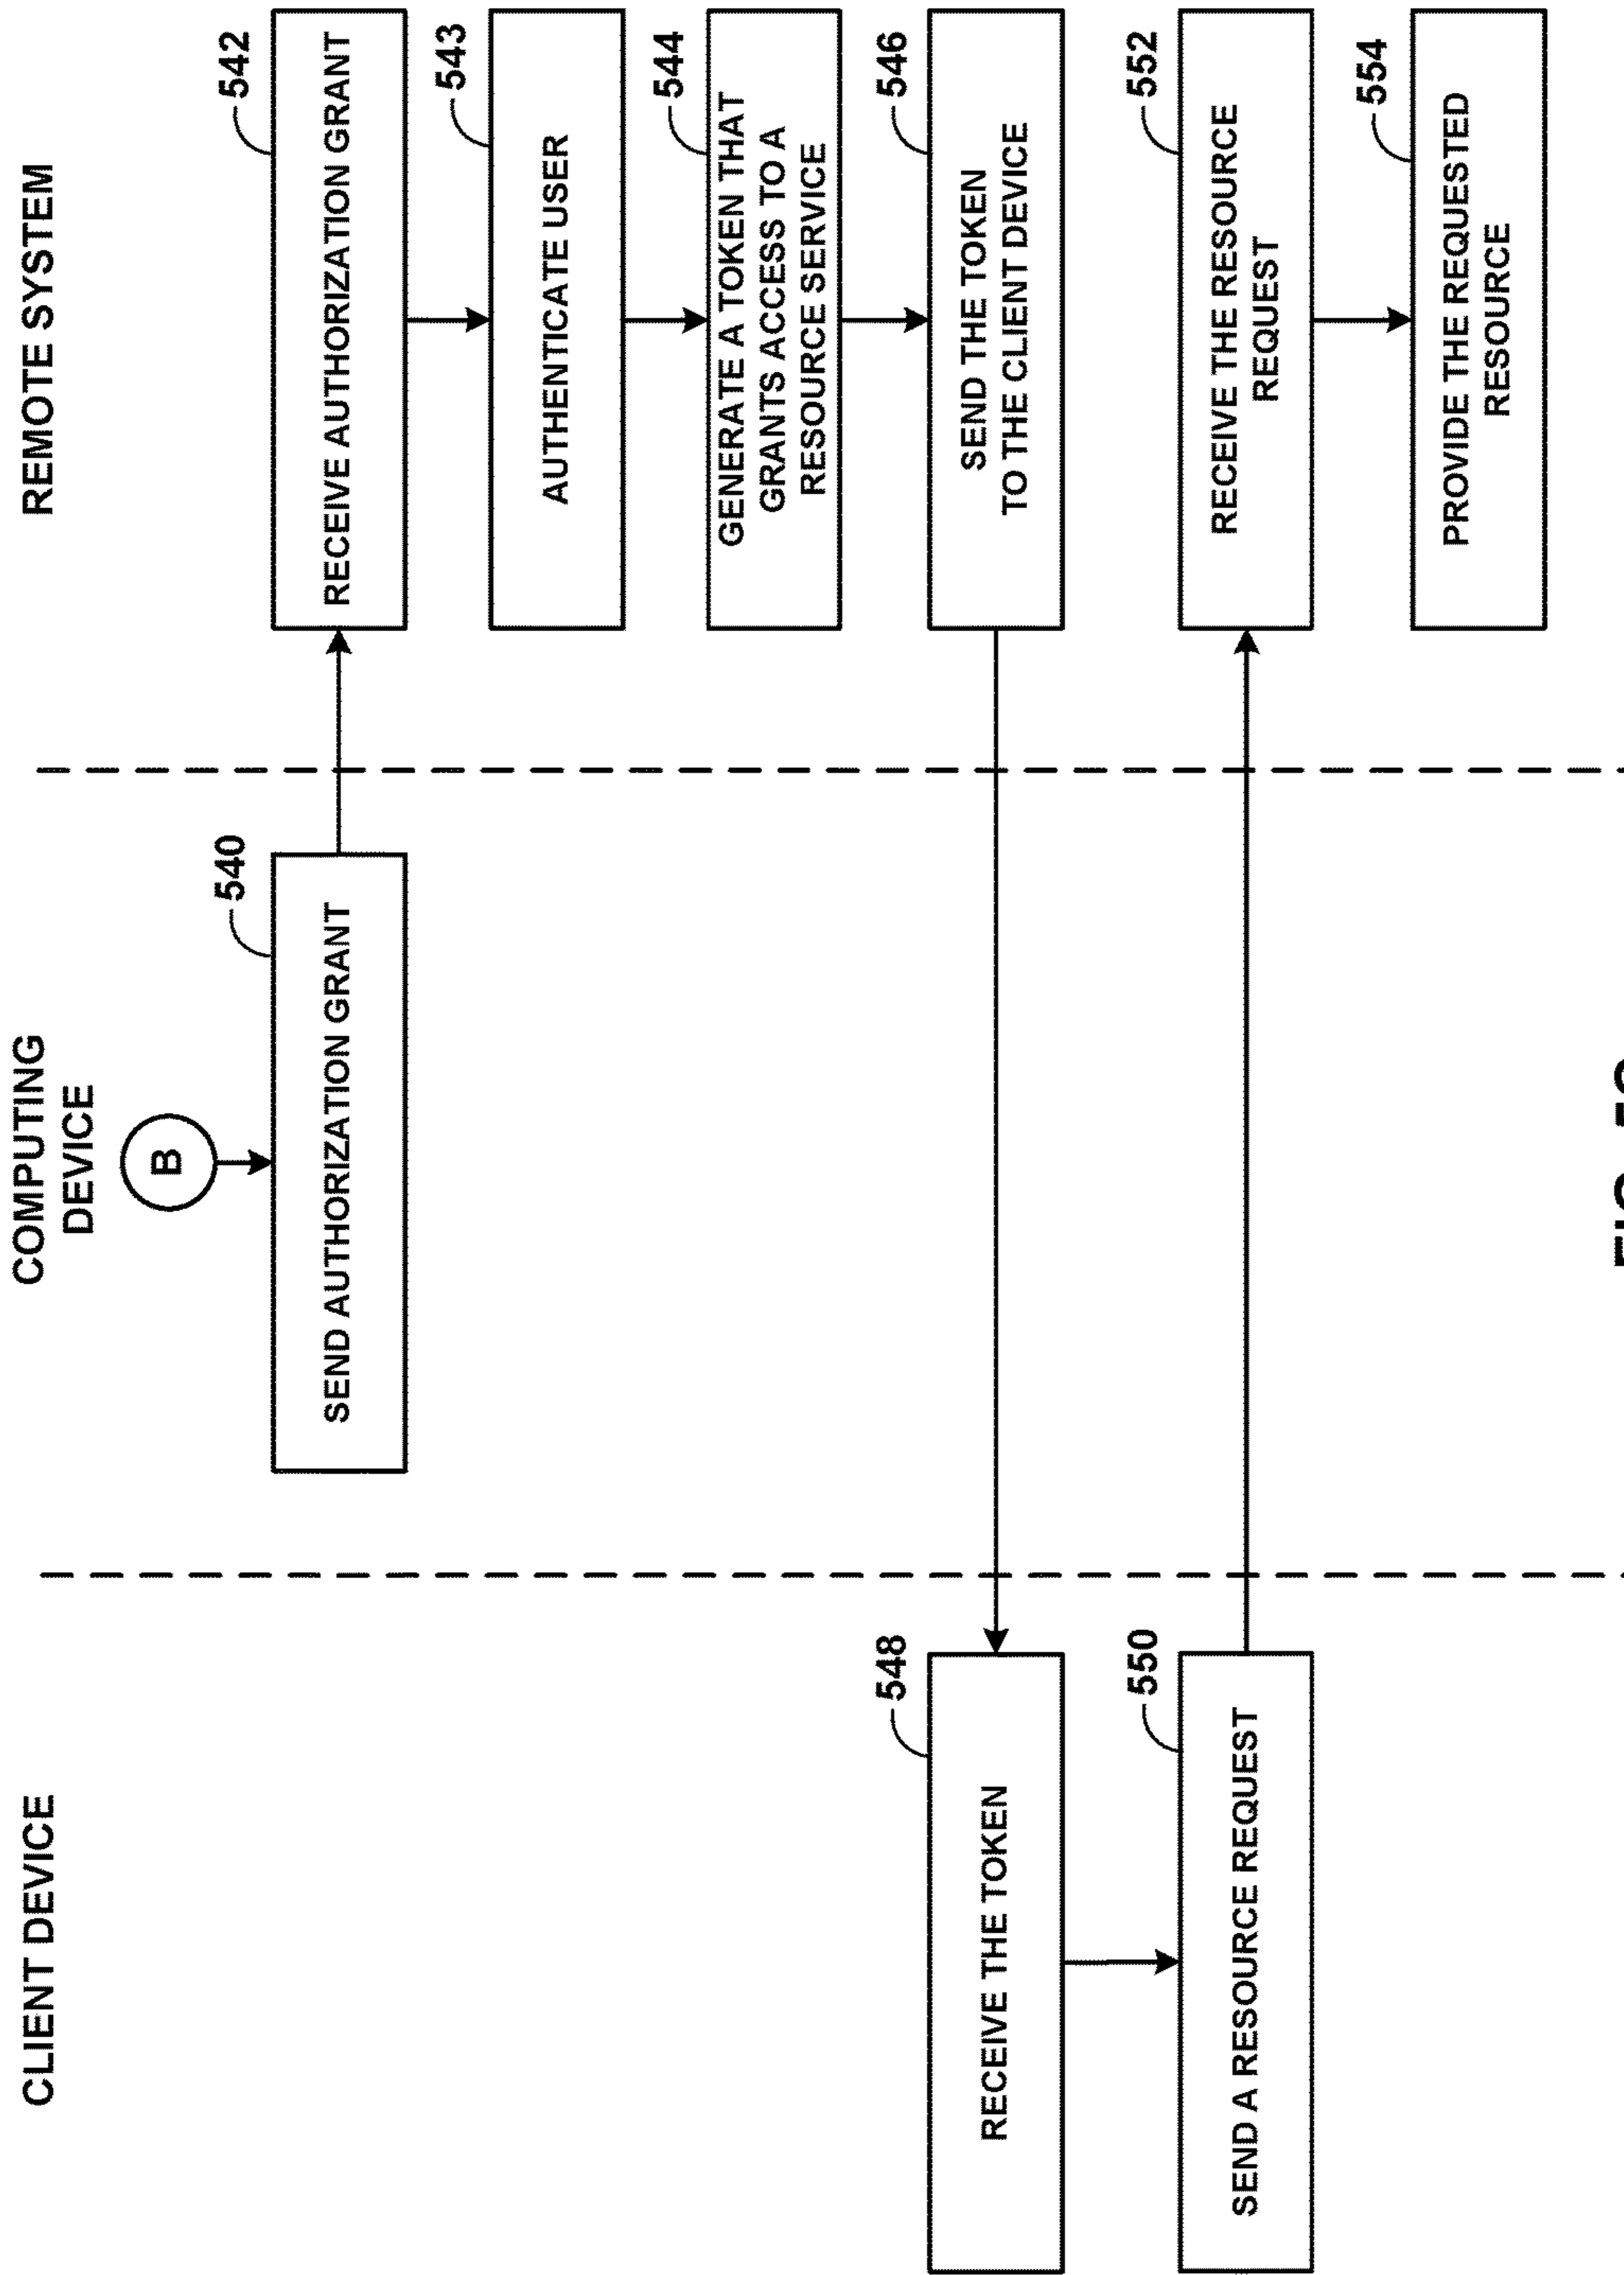 CLIENT DEVICE
COMPUTING
DEVICE
REMOTE SYSTEM
B
540
SEND AUTHORIZATION GRANT
542
RECEIVE AUTHORIZATION GRANT
543
AUTHENTICATE USER
544
GENERATE A TOKEN THAT
GRANTS ACCESS TO A
RESOURCE SERVICE
546
SEND THE TOKEN
TO THE CLIENT DEVICE
548
RECEIVE THE TOKEN
550
SEND A RESOURCE REQUEST
552
RECEIVE THE RESOURCE
REQUEST
554
PROVIDE THE REQUESTED
RESOURCE